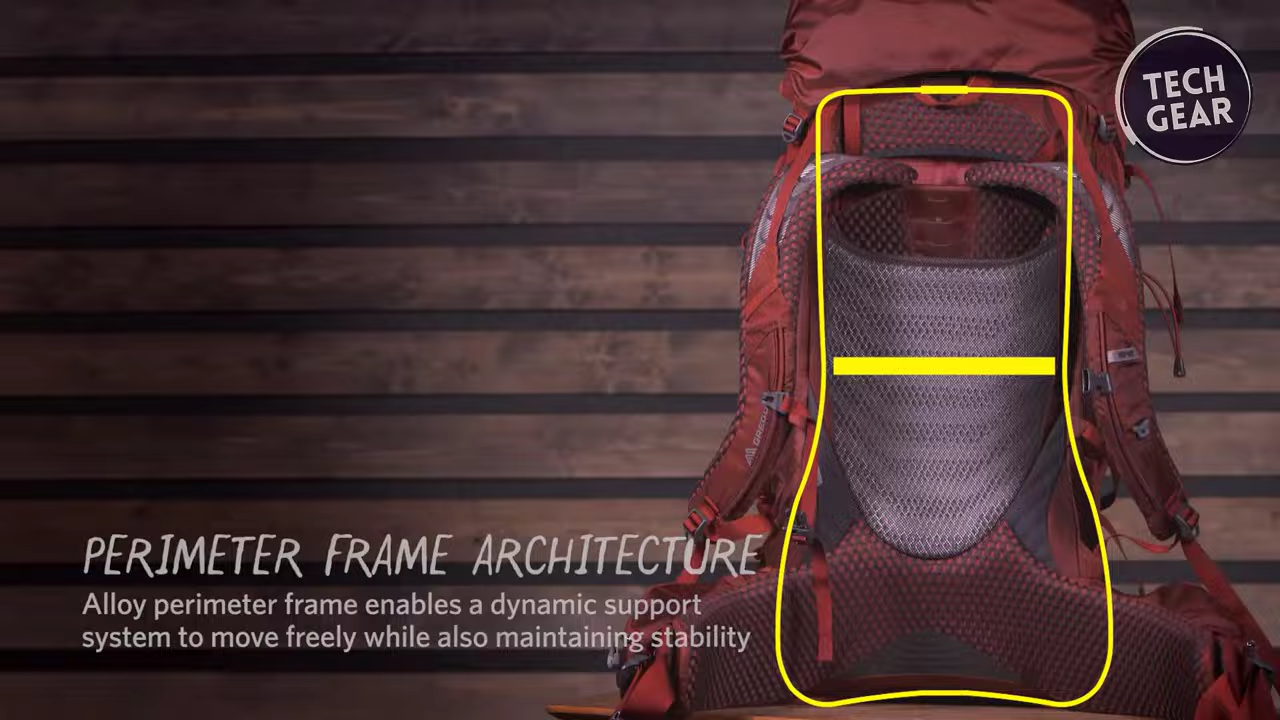 TECH
GEAR
PERIMETER FRAME ARCHITECTURE
Alloy perimeter frame enables a dynamic support
system to move freely while also maintaining stability